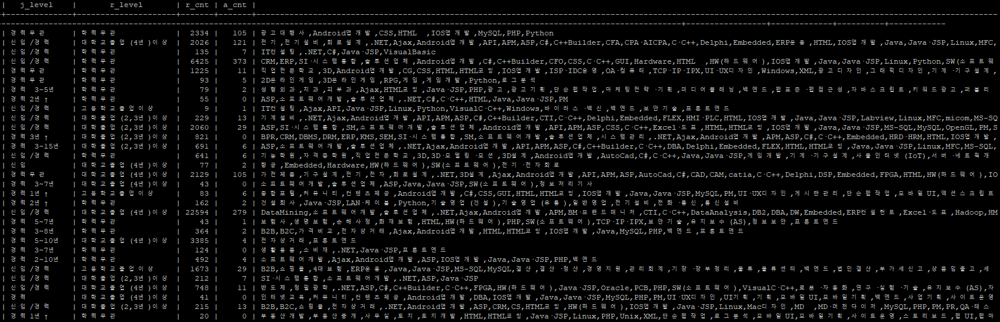 | j_level | r_level | r_cnt | a_cnt |
| 경력무관 | 학력무관 | 2334 | 105 | 광고대행사,Android앱개발,CSS,HTML ,IOS앱개발,MySQL,PHP,Python
| 신입/경력 | 대학교졸업(4년)이상 | 2026 | 121 | 전기,전기설비,회로설계,.NET,Ajax,Android앱개발,API,APM,ASP,C#,C++Builder,CFA,CPA·AICPA,C·C++,Delphi,Embedded,ERP운용,HTML,IOS앱개발,Java,Java·JSP,Linux,MFC,
| 신입/경력 | 학력무관 | 135 | 7 | IT컨설팅,.NET,C#,Java·JSP,VisualBasic
| 신입/경력 | 학력무관 | 6425 | 373 | CRM,ERP,SI·시스템통합,솔루션업체,Android앱개발,C#,C++Builder,CFO,CSS,C·C++,GUI,Hardware,HTML ,HW(하드웨어),IOS앱개발,Java,Java·JSP,Linux,Python,SW(소프트웨
| 경력무관 | 학력무관 | 1225 | 11 | 직업전문학교,3D,Android앱개발,CG,CSS,HTML,HTML코딩,IOS앱개발,ISP·IDC운영,OA·컴퓨터,TCP·IP·IPX,UI·UX디자인,Windows,XML,광고디자인,그래픽디자인,기계·기구설계,
| 경력무관 | 학력무관 | 93 | 5 | 2D온라인게임,3D온라인게임,RPG,게임,게임개발,Python,로그분석
| 경력 3~5년 | 학력무관 | 79 | 2 | 성형외과,치과,피부과,Ajax,HTML코딩,Java·JSP,PHP,광고,광고기획,단순웹작업,마케팅전략·기획,미디어플래닝,백엔드,웹표준·웹접근성,자바스크립트,키워드광고,퍼블리
| 경력2년↑ | 학력무관 | 55 | 0 | ASP,소프트웨어개발,솔루션업체,.NET,C#,C·C++,HTML,Java,Java·JSP,PM
| 신입/경력 | 고등학교졸업이상 | 9 | 1 | IT컨설팅,Ajax,API,Java·JSP,Linux,Python,VisualC·C++,Windows,바이러스·백신,백엔드,보안기술,프론트엔드
| 신입/경력 | 대학졸업(2,3년)이상 | 229 | 13 | 기계설비,.NET,Ajax,Android앱개발,API,APM,ASP,C#,C++Builder,CTI,C·C++,Delphi,Embedded,FLEX,HMI·PLC,HTML,IOS앱개발,Java,Java·JSP,Labview,Linux,MFC,micom,MS-SQ
| 신입/경력 | 대학졸업(2,3년)이상 | 2060 | 29 | ASP,SI·시스템통합,SM,소프트웨어개발,솔루션업체,Android앱개발,API,APM,ASP,CSS,C·C++,Excel·도표,HTML,HTML코딩,IOS앱개발,Java,Java·JSP,MS-SQL,MySQL,OpenGL,PM,S
| 경력3년↑ | 대학졸업(2,3년)이상 | 821 | 0 | BPR,CRM,DBMS,DRM,ERP,KMS,SEM,SI·시스템통합,SM,소프트웨어개발,솔루션업체,시스템관리,.NET,Ajax,Android앱개발,APM,ASP,C#,C·C++,Embedded,HRD·HRM,HTML,IOS앱개발,
| 경력 3~15년 | 대학졸업(2,3년)이상 | 691 | 6 | ASP,소프트웨어개발,솔루션업체,.NET,Ajax,Android앱개발,API,APM,ASP,C#,C++Builder,C·C++,DBA,Delphi,Embedded,FLEX,HTML,HTML코딩,Java,Java·JSP,Linux,MFC,MS-SQL,
| 신입/경력 | 학력무관 | 641 | 6 | 기능학원,자격증학원,직업전문학교,3D,3D·모델링·모션,3D설계,Android앱개발,AutoCad,C#,C·C++,Java,Java·JSP,게임개발,기계·기구설계,사물인터넷(IoT),서버·네트웍개
| 신입 | 대학교졸업(4년)이상 | 77 | 2 | 항공,Embedded,Hardware,HW(하드웨어),SW(소프트웨어),전기·전자회로
| 경력무관 | 대학교졸업(4년)이상 | 2129 | 105 | 가전제품,기구설계,전기,전자,회로설계,.NET,3D설계,Ajax,Android앱개발,API,APM,ASP,AutoCad,C#,CAD,CAM,catia,C·C++,Delphi,DSP,Embedded,FPGA,HTML,HW(하드웨어),IO
| 경력 3~7년 | 대학교졸업(4년)이상 | 43 | 0 | 소프트웨어개발,솔루션업체,ASP,Java,Java·JSP,SW(소프트웨어),정보처리기사
| 경력1년↑ | 고등학교졸업이상 | 83 | 6 | 종합포털,커뮤니티,컨텐츠제공,Android앱개발,C#,CSS,GUI,HTML,HTML코딩,IOS앱개발,Java,Java·JSP,MySQL,PM,UI·UX디자인,게시판관리,단순웹작업,모바일UI,액션스크립트
| 경력2년↑ | 학력무관 | 162 | 2 | 건설회사,Java·JSP,LAN·케이블,Python,기술영업(건설),기술영업(유통),일반영업,전기설비,전화·통신,통신설비
| 신입/경력 | 대학교졸업(4년)이상 | 22594 | 279 | DataMining,소프트웨어개발,솔루션업체,.NET,Ajax,Android앱개발,APM,BM·브랜드매니저,CTI,C·C++,DataAnalysis,DB2,DBA,DW,Embedded,ERP컨설턴트,Excel·도표,Hadoop,HM
| 경력 5~7년 | 학력무관 | 43 | 1 | 보험사,생명보험,손해사정,화재보험,HTML,HW(하드웨어),PHP,SW(소프트웨어),TCP·IP·IPX,보안기술,유지보수(AS),정보보안,프론트엔드
| 경력 3~8년 | 학력무관 | 364 | 2 | B2B,B2C,가격비교,전자상거래,Ajax,Android앱개발,HTML,HTML코딩,IOS앱개발,Java,MySQL,PHP,백엔드,프론트엔드
| 경력 5~10년 | 대학교졸업(4년)이상 | 3385 | 4 | 전자상거래,프론트엔드
| 경력 3~7년 | 학력무관 | 124 | 0 | 생활용품,소비재,.NET,Java·JSP,프론트엔드
| 경력 2~10년 | 학력무관 | 492 | 4 | 소프트웨어개발,Ajax,Android앱개발,ASP,IOS앱개발,Java,Java·JSP,PHP,백엔드
| 신입/경력 | 고등학교졸업이상 | 1673 | 29 | B2B,쇼핑몰,4대보험,ERP운용,Java,Java·JSP,MS-SQL,MySQL,결산,결산·정산,경영지원,관리회계,기장·장부정리,물류,물류센터,백엔드,법인결산,부가세신고,상품입출고,세
| 신입/경력 | 대학졸업(2,3년)이상 | 212 | 7 | SI·시스템통합,소프트웨어개발,.NET,ASP,Java·JSP
| 신입/경력 | 대학교졸업(4년)이상 | 748 | 11 | 반도체,정밀광학,.NET,ASP,C#,C++Builder,C·C++,FPGA,HW(하드웨어),Java·JSP,Oracle,PCB,PHP,SW(소프트웨어),VisualC·C++,로봇·자동화,연구·실험·기술,유지보수(AS),자
| 경력 | 대학교졸업(4년)이상 | 41 | 0 | 인터넷교육,커뮤니티,컨텐츠제공,Android앱개발,DBA,IOS앱개발,Java,Java·JSP,MySQL,PHP,PM,UI·UX디자인,UI기획,기획,모바일UI,모바일기획,백엔드,사업기획,사이트운영
| 신입/경력 | 대학졸업(2,3년)이상 | 215 | 13 | B2B,B2C,쇼핑몰,전자상거래,.NET,Android앱개발,ASP,CRM,CS,HTML코딩,HW(하드웨어),IOS앱개발,Java·JSP,Linux,Mac디자인,MD ,MD·머천다이저,MySQL,PHP,PM,PR,QA·테스
| 경력1년↑ | 학력무관 | 20 | 0 | 부동산개발,부동산중개,사무실,토지,토지개발,HTML,HTML코딩,Java·JSP,Linux,PHP,Unix,XML,단순웹작업,로그분석,모바일UI,모바일기획,사이트운영,스토리보드,웹UI,웹마